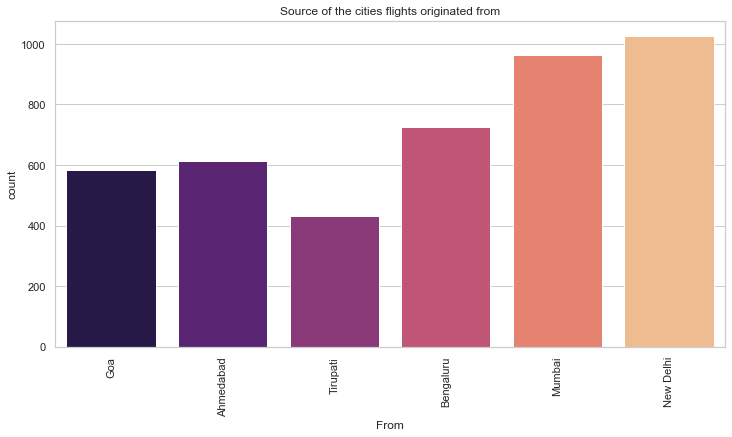 Source of the cities flights originated from
1000
800
600
400
200
0
count
Goa
Ahmedabad
Tirupati
Bengaluru
Mumbai
New Delhi
From